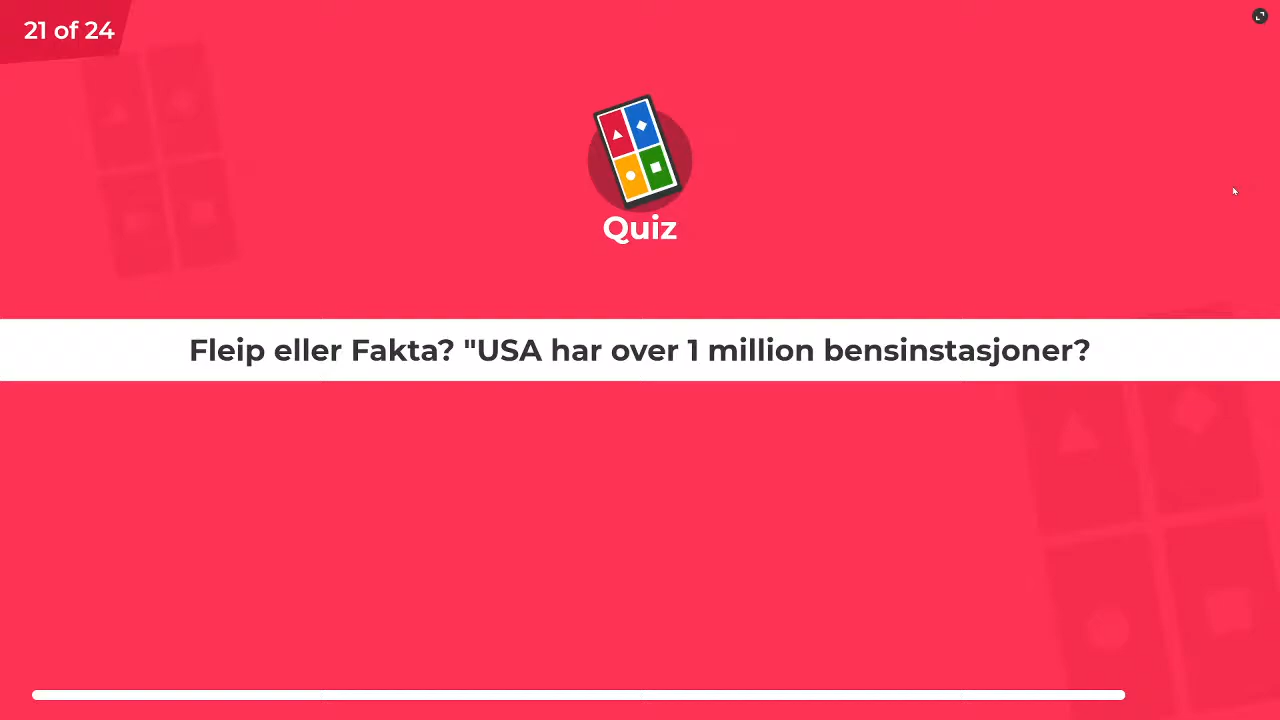 21 of 24
Quiz
Fleip eller Fakta? "USA har over 1 million bensinstasjoner?